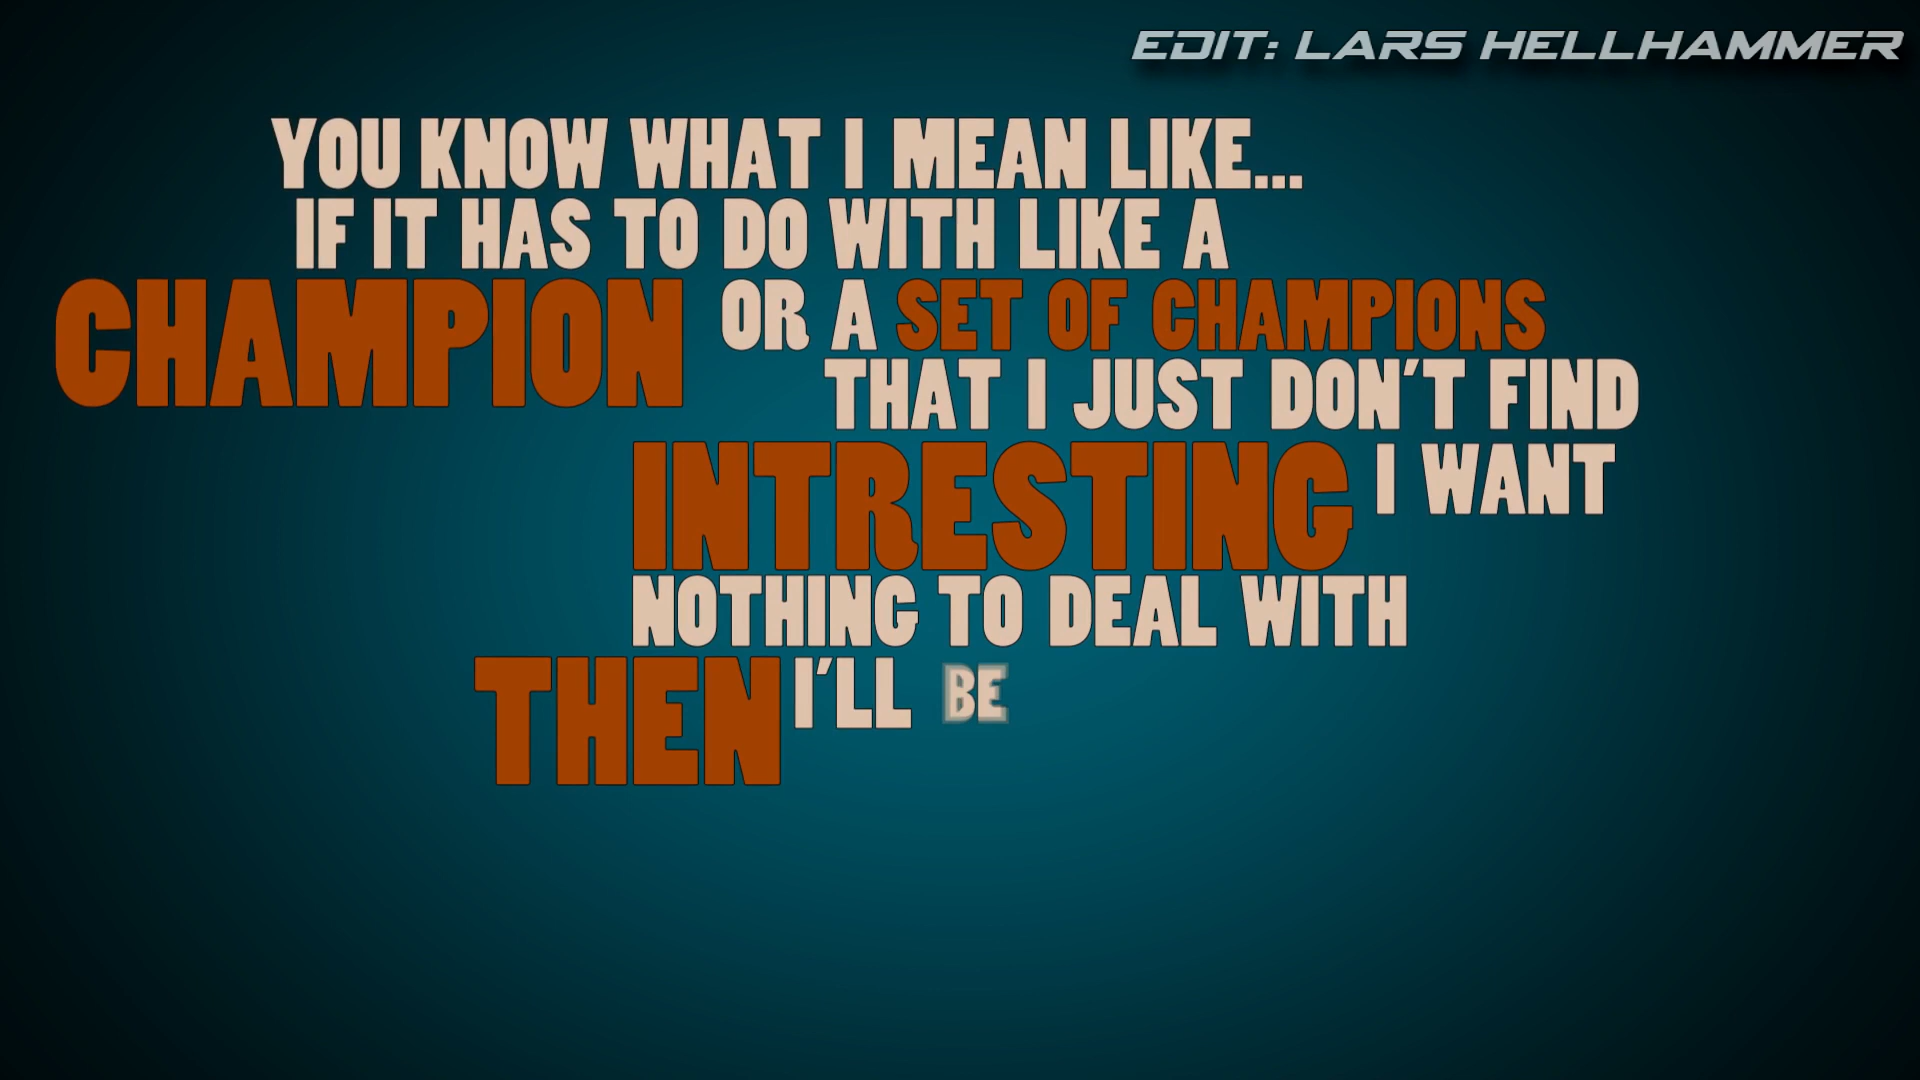 EDIT: LARS HELLHAMMER
YOU KNOW WHAT I MEAN LIKE...
IF IT HAS TO DO WITH LIKE A
CHAMPION OR A SET OF CHAMPIONS
THAT I JUST DON'T FIND
INTRESTING I WANT
NOTHING TO DEAL WITH
THEN I'LL BE